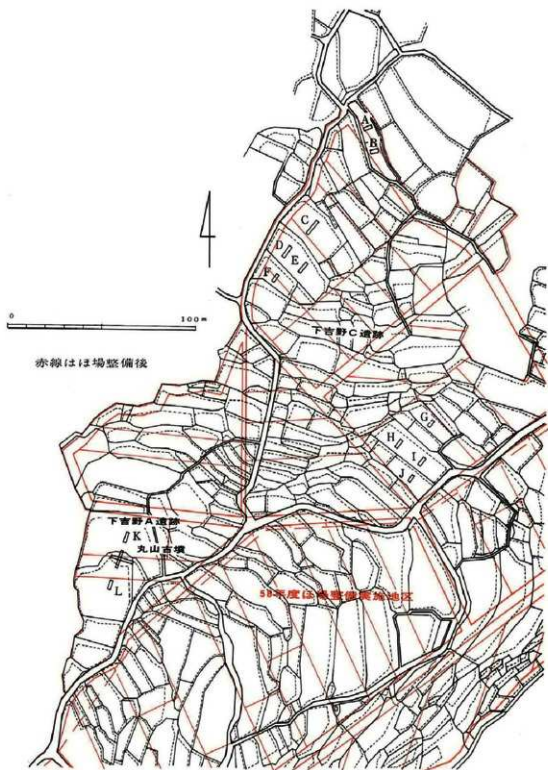 A
B
C
D
E
F
0 100m
下吉野C遺跡
赤線はほ場整備後
G
H
I
J
下吉野A遺跡
K
丸山古墳
L
58年度ほ場整備実施地区